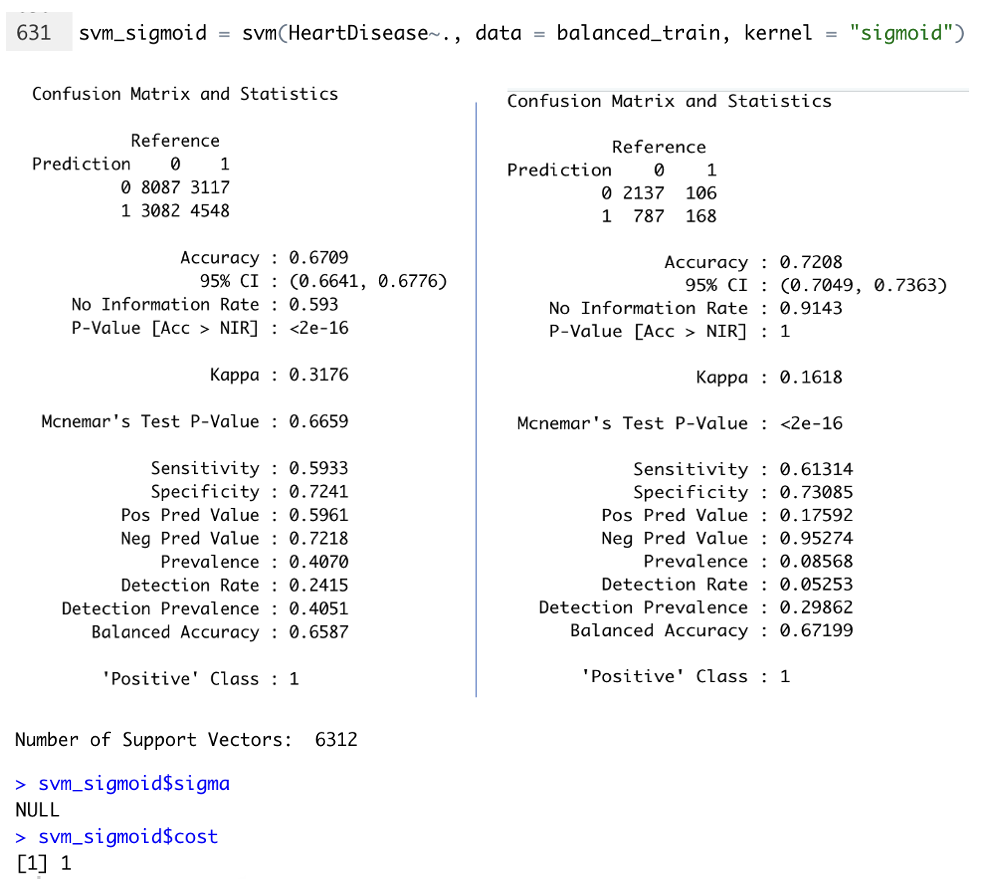 631 svm_sigmoid = svm(HeartDisease~., data = balanced_train, kernel = "sigmoid")
Confusion Matrix and Statistics
Reference
Prediction 0 1
0 8087 3117
1 3082 4548
Accuracy : 0.6709
95% CI : (0.6641, 0.6776)
No Information Rate : 0.593
P-Value [Acc > NIR] : <2e-16
Kappa : 0.3176
Mcnemar's Test P-Value : 0.6659
Sensitivity : 0.5933
Specificity : 0.7241
Pos Pred Value : 0.5961
Neg Pred Value : 0.7218
Prevalence : 0.4070
Detection Rate : 0.2415
Detection Prevalence : 0.4051
Balanced Accuracy : 0.6587
'Positive' Class : 1
Confusion Matrix and Statistics
Reference
Prediction 0 1
0 2137 106
1 787 168
Accuracy : 0.7208
95% CI : (0.7049, 0.7363)
No Information Rate : 0.9143
P-Value [Acc > NIR] : 1
Kappa : 0.1618
Mcnemar's Test P-Value : <2e-16
Sensitivity : 0.61314
Specificity : 0.73085
Pos Pred Value : 0.17592
Neg Pred Value : 0.95274
Prevalence : 0.08568
Detection Rate : 0.05253
Detection Prevalence : 0.29862
Balanced Accuracy : 0.67199
'Positive' Class : 1
Number of Support Vectors: 6312
> svm_sigmoid$sigma
NULL
> svm_sigmoid$cost
[1] 1